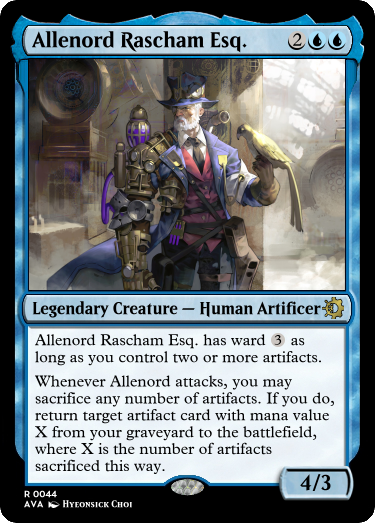 Allenord Rascham Esq. 2
Legendary Creature — Human Artificer
Allenord Rascham Esq. has ward 3 as
long as you control two or more artifacts.
Whenever Allenord attacks, you may
sacrifice any number of artifacts. If you do,
return target artifact card with mana value
X from your graveyard to the battlefield,
where X is the number of artifacts
sacrificed this way.
4/3
R 0044
AVA Hyeonsick Choi